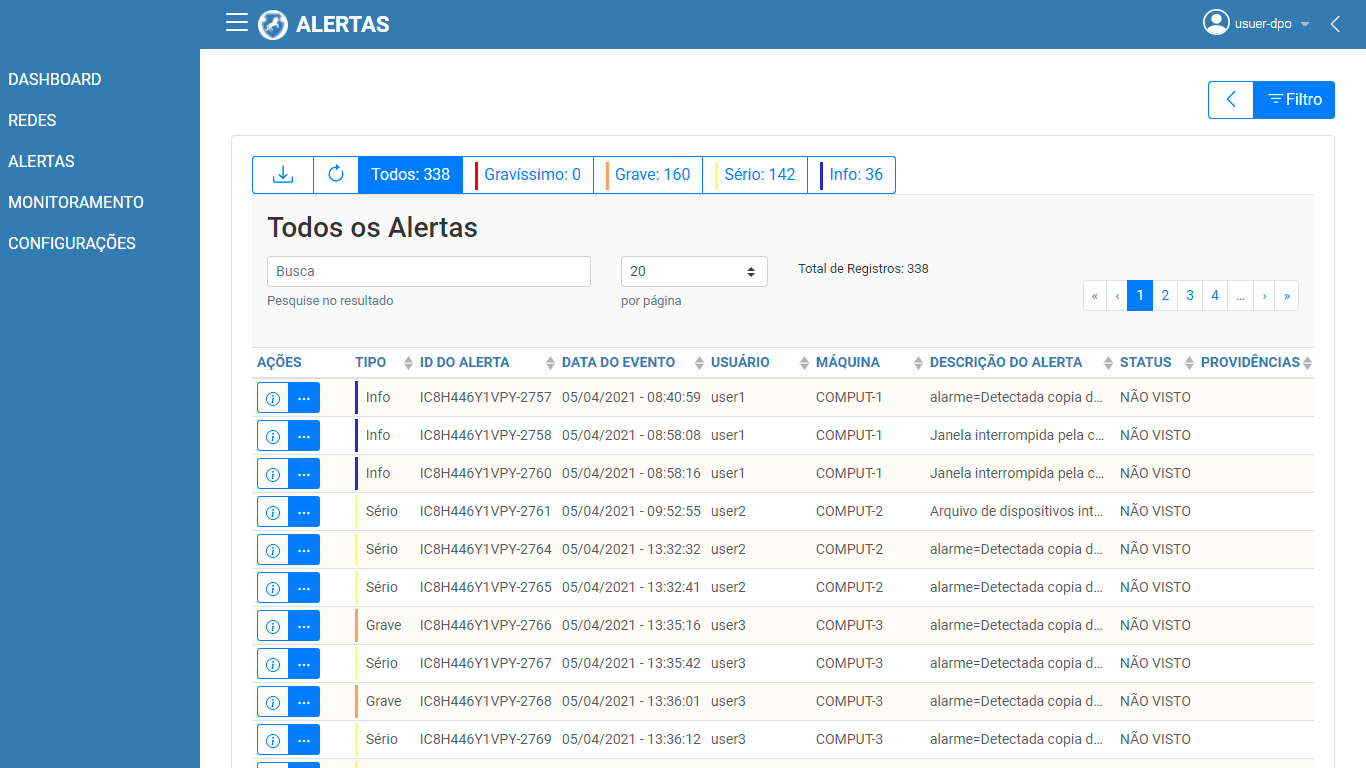 ALERTAS
usuer-dpo
DASHBOARD
REDES
ALERTAS
MONITORAMENTO
CONFIGURAÇÕES
Filtro
Todos: 338 Gravíssimo: 0 Grave: 160 Sério: 142 Info: 36
Todos os Alertas
Busca 20 Total de Registros: 338
Pesquise no resultado por página
« ‹ 1 2 3 4 ... › »
AÇÕES TIPO ID DO ALERTA DATA DO EVENTO USUÁRIO MÁQUINA DESCRIÇÃO DO ALERTA STATUS PROVIDÊNCIAS
Info IC8H446Y1VPY-2757 05/04/2021 - 08:40:59 user1 COMPUT-1 alarme=Detectada copia d... NÃO VISTO
Info IC8H446Y1VPY-2758 05/04/2021 - 08:58:08 user1 COMPUT-1 Janela interrompida pela c... NÃO VISTO
Info IC8H446Y1VPY-2760 05/04/2021 - 08:58:16 user1 COMPUT-1 Janela interrompida pela c... NÃO VISTO
Sério IC8H446Y1VPY-2761 05/04/2021 - 09:52:55 user2 COMPUT-2 Arquivo de dispositivos int... NÃO VISTO
Sério IC8H446Y1VPY-2764 05/04/2021 - 13:32:32 user2 COMPUT-2 alarme=Detectada copia d... NÃO VISTO
Sério IC8H446Y1VPY-2765 05/04/2021 - 13:32:41 user2 COMPUT-2 alarme=Detectada copia d... NÃO VISTO
Grave IC8H446Y1VPY-2766 05/04/2021 - 13:35:16 user3 COMPUT-3 alarme=Detectada copia d... NÃO VISTO
Sério IC8H446Y1VPY-2767 05/04/2021 - 13:35:42 user3 COMPUT-3 alarme=Detectada copia d... NÃO VISTO
Grave IC8H446Y1VPY-2768 05/04/2021 - 13:36:01 user3 COMPUT-3 alarme=Detectada copia d... NÃO VISTO
Sério IC8H446Y1VPY-2769 05/04/2021 - 13:36:12 user3 COMPUT-3 alarme=Detectada copia d... NÃO VISTO